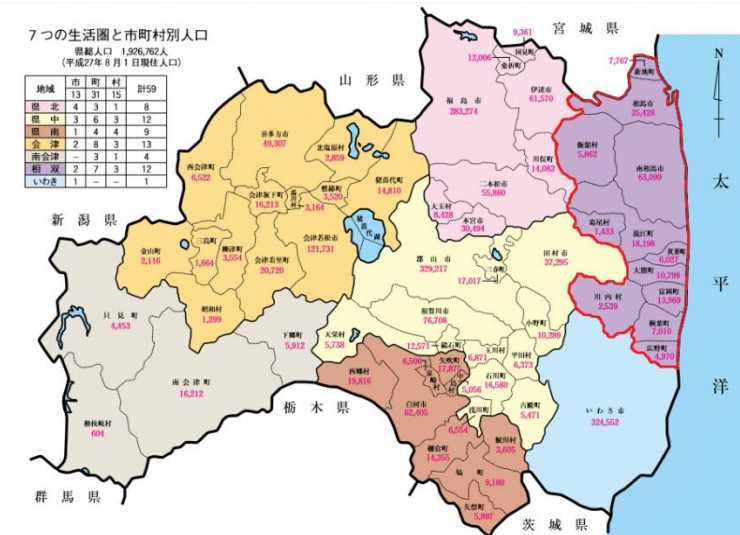 7つの生活圏と市町村別人口
県総人口 1,926,762人
(平成27年8月1日現住人口)
地域 市 町 村 計59
13 31 15
県北 4 3 1 8
県中 3 6 3 12
県南 1 4 4 9
会津 2 8 3 13
南会津 － 3 1 4
相双 2 7 3 12
いわき 1 － － 1
宮城県
山形県
新潟県
群馬県
栃木県
茨城県
太平洋
N
国見町
9,361
桑折町
12,006
伊達市
61,570
福島市
283,274
川俣町
14,083
二本松市
55,860
大玉村
8,428
本宮市
30,494
新地町
7,767
相馬市
35,428
飯舘村
5,862
南相馬市
63,099
葛尾村
1,433
浪江町
18,198
双葉町
6,027
大熊町
10,799
富岡町
13,969
川内村
2,539
楢葉町
7,010
広野町
4,970
喜多方市
49,307
北塩原村
2,859
西会津町
6,522
会津坂下町
16,213
湯川村
3,164
磐梯町
3,520
猪苗代町
14,810
猪苗代湖
会津若松市
121,731
金山町
2,116
三島町
1,664
柳津町
3,554
会津美里町
20,720
昭和村
1,299
只見町
4,453
下郷町
5,912
南会津町
16,212
檜枝岐村
604
郡山市
329,217
三春町
17,017
田村市
37,295
須賀川市
76,708
小野町
10,289
天栄村
5,738
鏡石町
12,571
玉川村
6,871
平田村
6,373
石川町
16,580
古殿町
5,471
浅川町
6,554
西郷村
19,816
泉崎村
6,500
矢吹町
17,875
中島村
5,056
白河市
62,405
棚倉町
14,355
鮫川村
3,605
塙町
9,180
矢祭町
5,897
いわき市
324,552